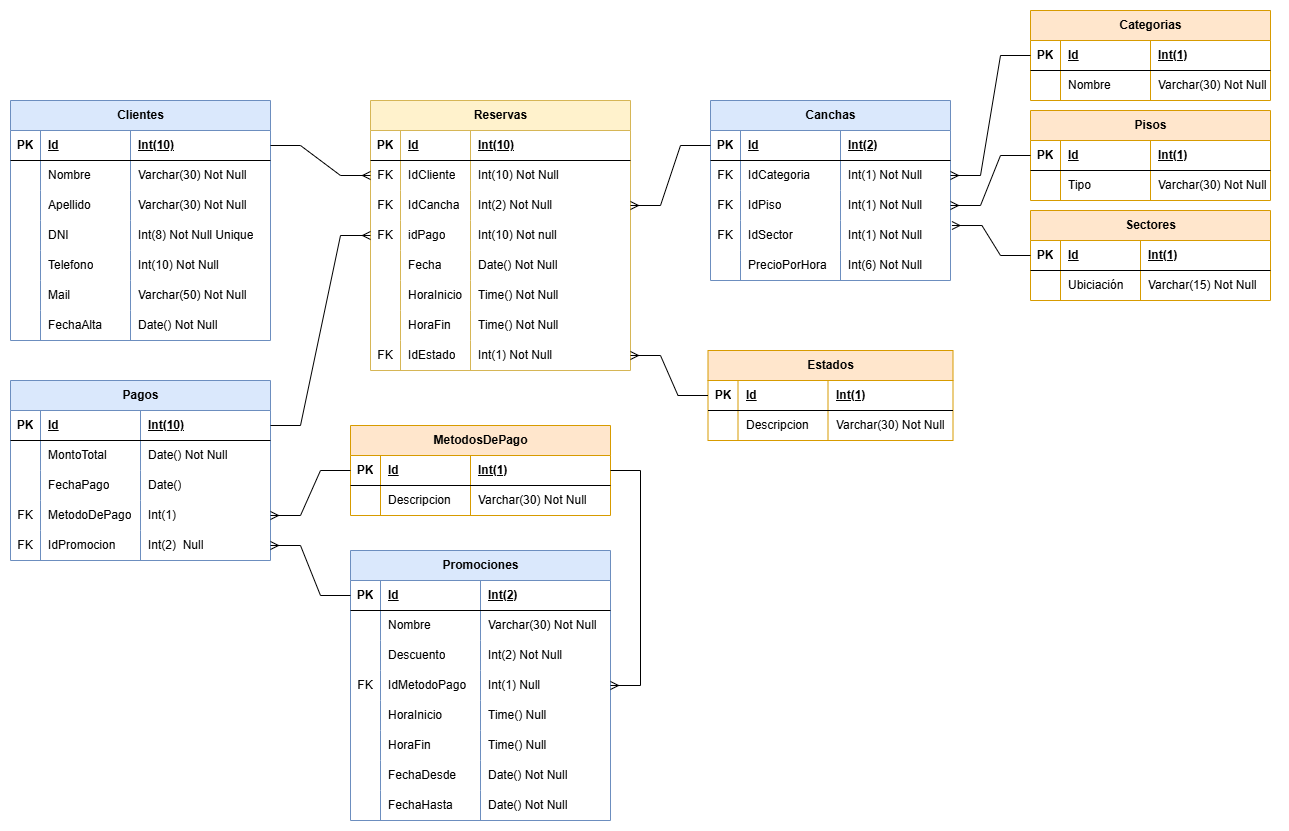 Categorias
PK Id Int(1)
Nombre Varchar(30) Not Null
Clientes
PK Id Int(10)
Nombre Varchar(30) Not Null
Apellido Varchar(30) Not Null
DNI Int(8) Not Null Unique
Telefono Int(10) Not Null
Mail Varchar(50) Not Null
FechaAlta Date() Not Null
Reservas
PK Id Int(10)
FK IdCliente Int(10) Not Null
FK IdCancha Int(2) Not Null
FK idPago Int(10) Not null
Fecha Date() Not Null
HoraInicio Time() Not Null
HoraFin Time() Not Null
FK IdEstado Int(1) Not Null
Canchas
PK Id Int(2)
FK IdCategoria Int(1) Not Null
FK IdPiso Int(1) Not Null
FK IdSector Int(1) Not Null
PrecioPorHora Int(6) Not Null
Pisos
PK Id Int(1)
Tipo Varchar(30) Not Null
Sectores
PK Id Int(1)
Ubiciación Varchar(15) Not Null
Estados
PK Id Int(1)
Descripcion Varchar(30) Not Null
Pagos
PK Id Int(10)
MontoTotal Date() Not Null
FechaPago Date()
FK MetodoDePago Int(1)
FK IdPromocion Int(2) Null
MetodosDePago
PK Id Int(1)
Descripcion Varchar(30) Not Null
Promociones
PK Id Int(2)
Nombre Varchar(30) Not Null
Descuento Int(2) Not Null
FK IdMetodoPago Int(1) Null
HoraInicio Time() Null
HoraFin Time() Null
FechaDesde Date() Not Null
FechaHasta Date() Not Null